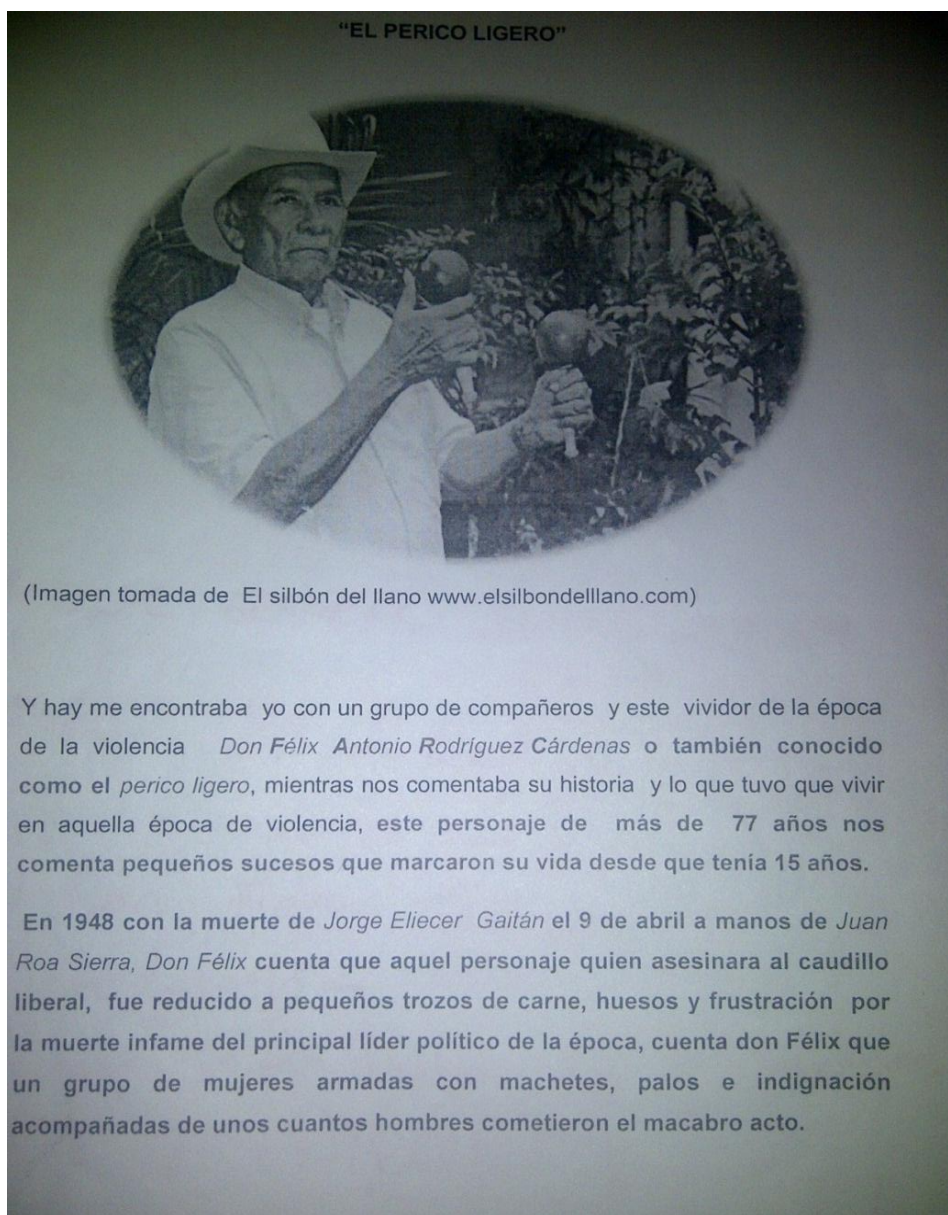 “EL PERICO LIGERO”
(Imagen tomada de El silbón del llano www.elsilbondelllano.com)
Y hay me encontraba yo con un grupo de compañeros y este vividor de la época
de la violencia Don Félix Antonio Rodríguez Cárdenas o también conocido
como el perico ligero, mientras nos comentaba su historia y lo que tuvo que vivir
en aquella época de violencia, este personaje de más de 77 años nos
comenta pequeños sucesos que marcaron su vida desde que tenía 15 años.
En 1948 con la muerte de Jorge Eliecer Gaitán el 9 de abril a manos de Juan
Roa Sierra, Don Félix cuenta que aquel personaje quien asesinara al caudillo
liberal, fue reducido a pequeños trozos de carne, huesos y frustración por
la muerte infame del principal líder político de la época, cuenta don Félix que
un grupo de mujeres armadas con machetes, palos e indignación
acompañadas de unos cuantos hombres cometieron el macabro acto.